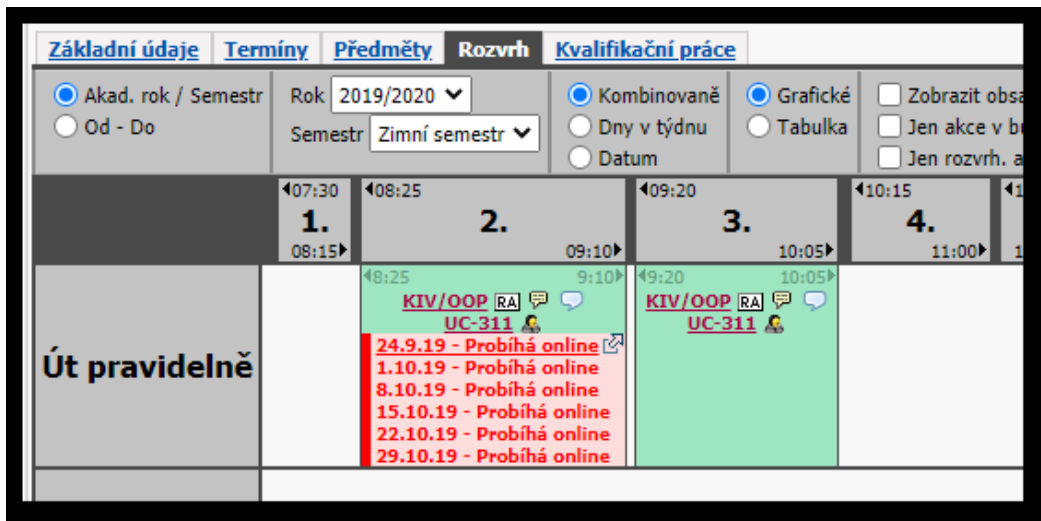 Základní údaje Termíny Předměty Rozvrh Kvalifikační práce
Akad. rok / Semestr
Od - Do
Rok 2019/2020
Semestr Zimní semestr
Kombinovaně
Dny v týdnu
Datum
Grafické
Tabulka
Zobrazit
Jen akce v
Jen rozvrh.
07:30
1.
08:15
08:25
2.
09:10
09:20
3.
10:05
10:15
4.
11:00
Út pravidelně
8:25 9:10
KIV/OOP RA
UC-311
24.9.19 - Probíhá online
1.10.19 - Probíhá online
8.10.19 - Probíhá online
15.10.19 - Probíhá online
22.10.19 - Probíhá online
29.10.19 - Probíhá online
9:20 10:05
KIV/OOP RA
UC-311